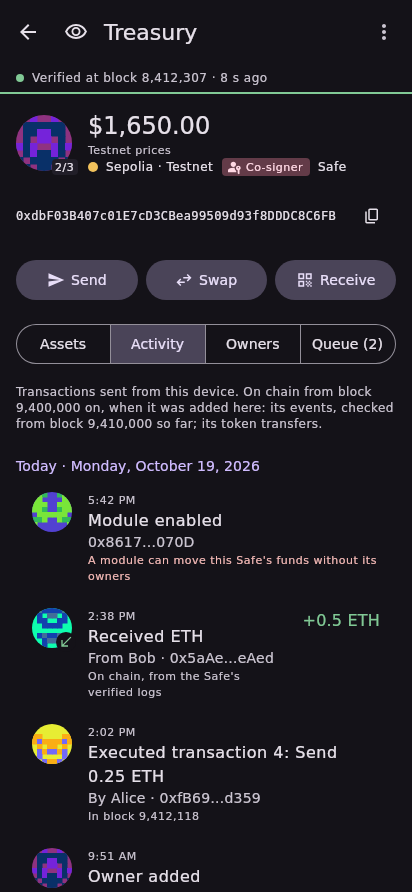 Treasury
Verified at block 8,412,307 · 8 s ago
$1,650.00
Testnet prices
2/3
Sepolia · Testnet
Co-signer
Safe
0xdbF03B407c01E7cD3CBea99509d93f8DDDC8C6FB
Send
Swap
Receive
Assets
Activity
Owners
Queue (2)
Transactions sent from this device. On chain from block
9,400,000 on, when it was added here: its events, checked
from block 9,410,000 so far; its token transfers.
Today · Monday, October 19, 2026
5:42 PM
Module enabled
0x8617...070D
A module can move this Safe's funds without its
owners
2:38 PM
Received ETH
+0.5 ETH
From Bob · 0x5aAe...eAed
On chain, from the Safe's
verified logs
2:02 PM
Executed transaction 4: Send
0.25 ETH
By Alice · 0xfB69...d359
In block 9,412,118
9:51 AM
Owner added